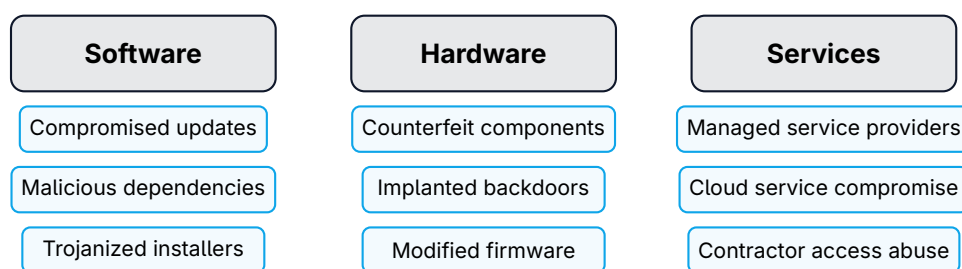 Software
Compromised updates
Malicious dependencies
Trojanized installers
Hardware
Counterfeit components
Implanted backdoors
Modified firmware
Services
Managed service providers
Cloud service compromise
Contractor access abuse